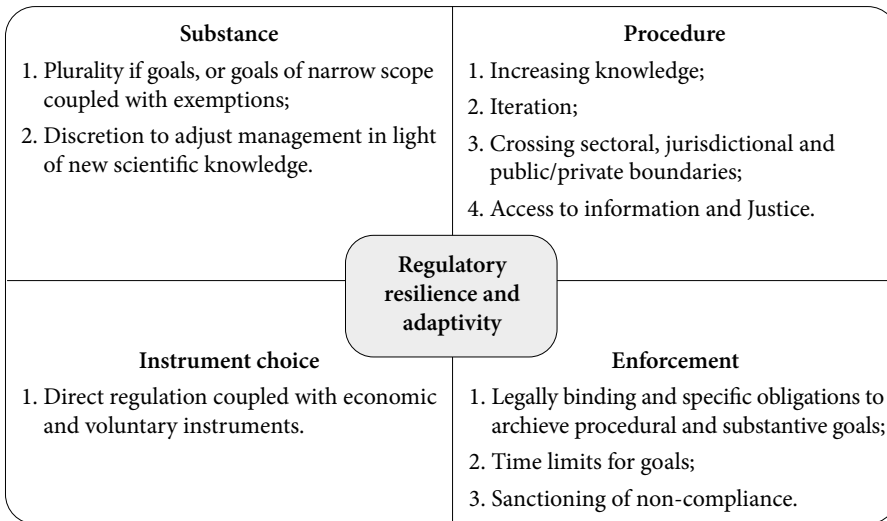 Substance
1. Plurality if goals, or goals of narrow scope
coupled with exemptions;
2. Discretion to adjust management in light
of new scientific knowledge.
Procedure
1. Increasing knowledge;
2. Iteration;
3. Crossing sectoral, jurisdictional and
public/private boundaries;
4. Access to information and Justice.
Regulatory
resilience and
adaptivity
Instrument choice
1. Direct regulation coupled with economic
and voluntary instruments.
Enforcement
1. Legally binding and specific obligations to
archieve procedural and substantive goals;
2. Time limits for goals;
3. Sanctioning of non-compliance.